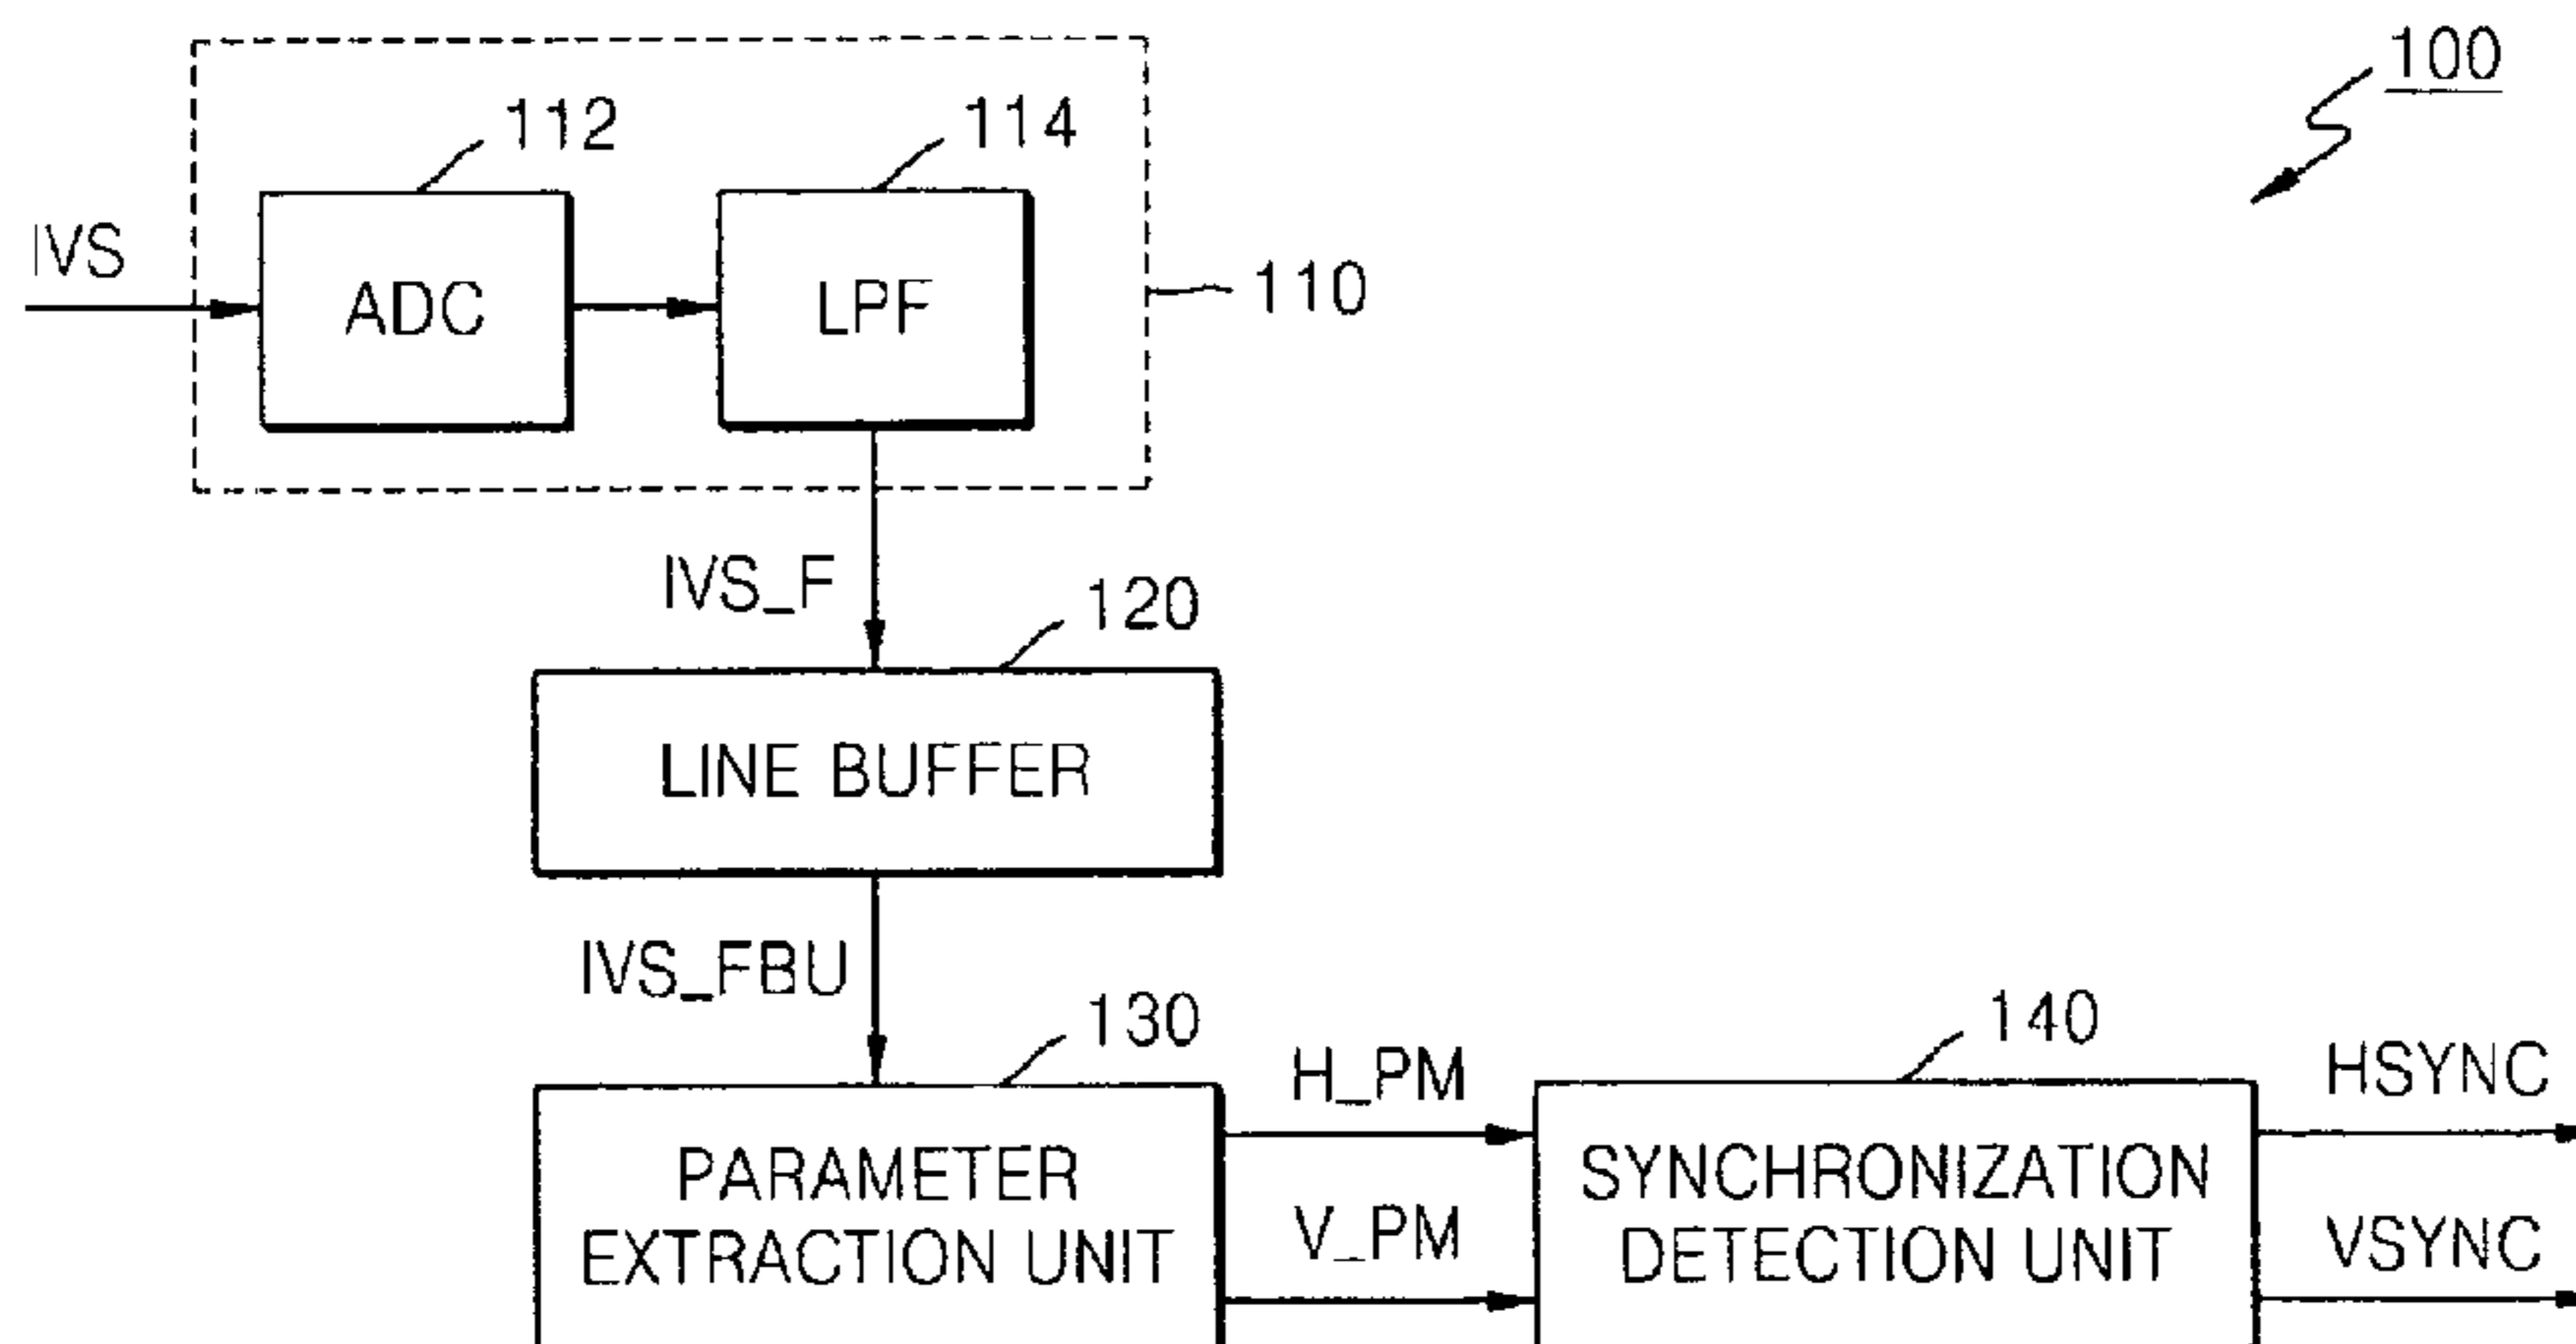 100
112
114
IVS
ADC
LPF
110
IVS_F
120
LINE BUFFER
IVS_FBU
130
H_PM
140
HSYNC
PARAMETER
EXTRACTION UNIT
V_PM
SYNCHRONIZATION
DETECTION UNIT
VSYNC